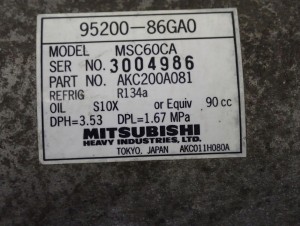 95200-86GA0
MODEL MSC60CA
SER NO. 3004986
PART NO. AKC200A081
REFRIG R134a
OIL S10X or Equiv 90 cc
DPH=3.53 DPL=1.67 MPa
MITSUBISHI
HEAVY INDUSTRIES, LTD.
TOKYO, JAPAN AKC011H080A